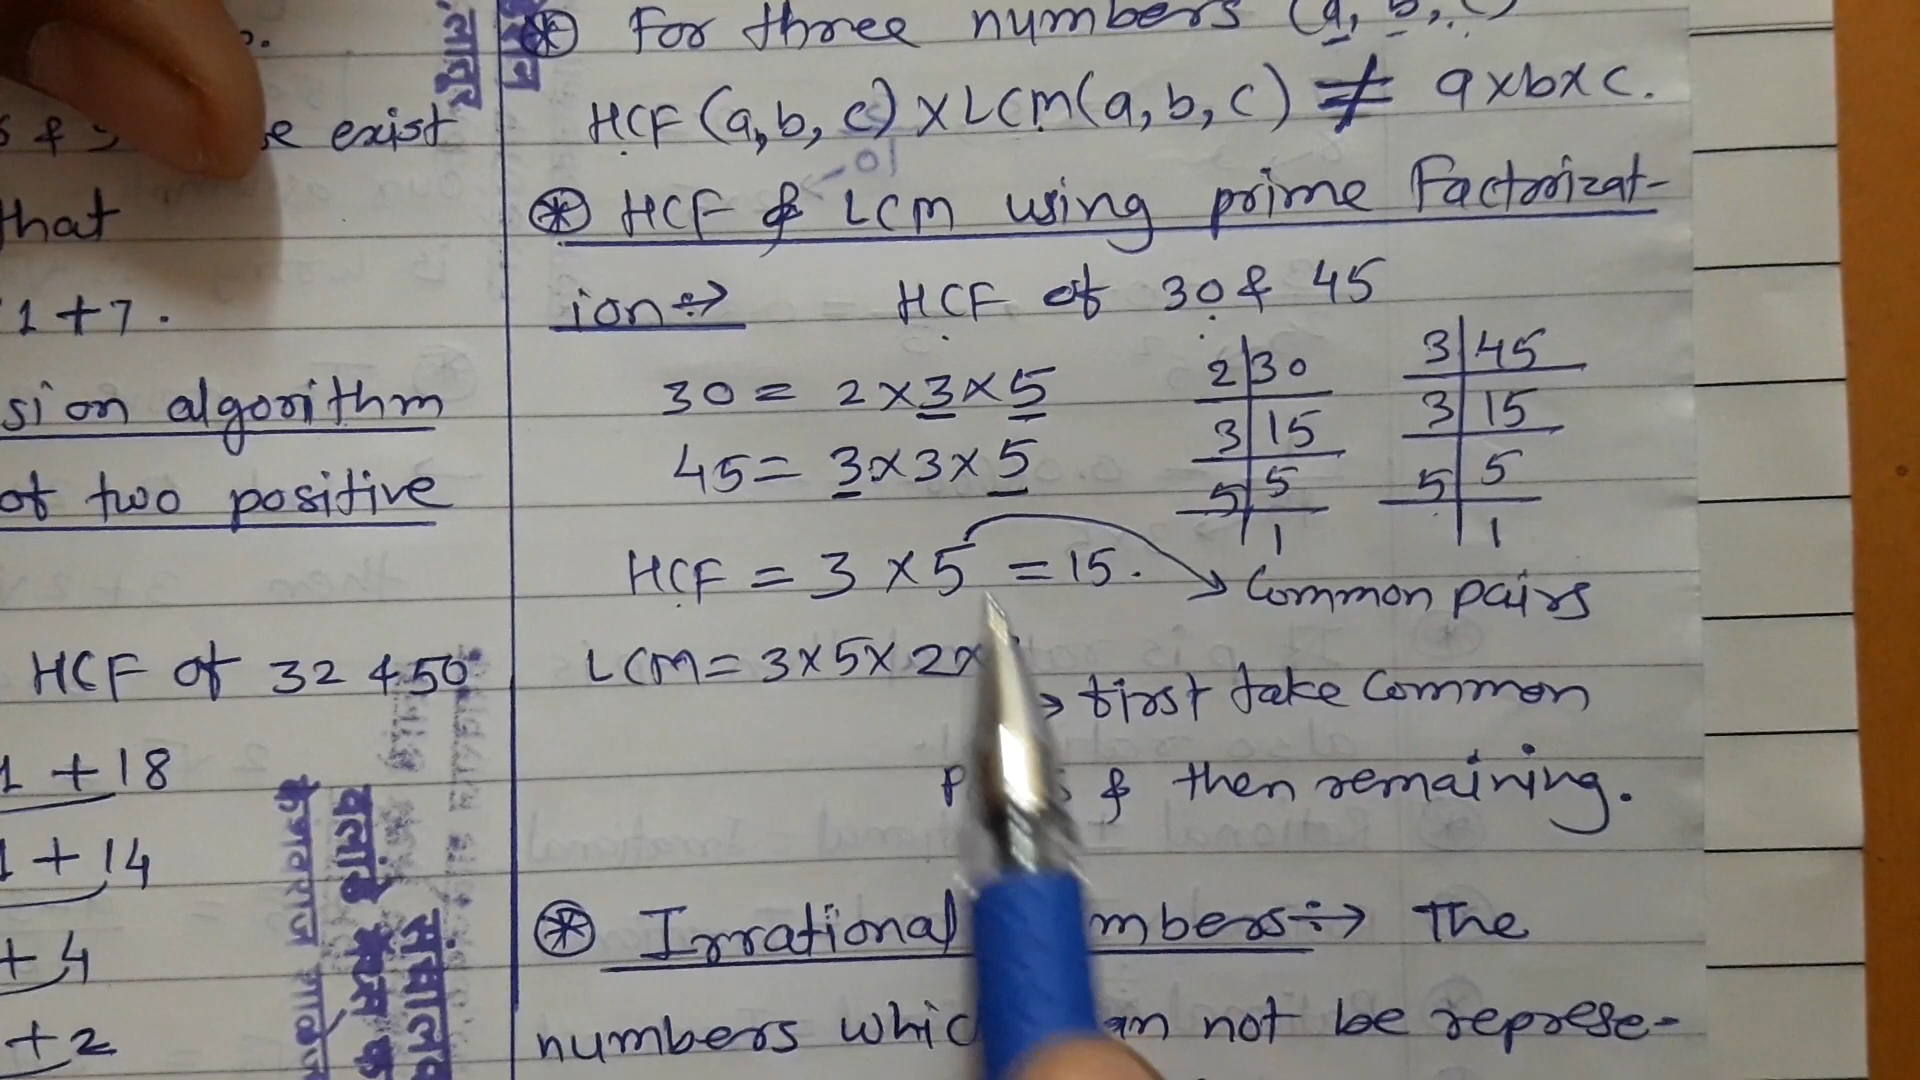 exist
that
1 + 7.
sion algorithm
of two positive
HCF of 32 & 50
1 + 18
1 + 14
+ 4
+ 2
⊛ For three numbers (a, b, c)
HCF (a, b, c) × LCM (a, b, c) ≠ a×b×c.
⊛ HCF & LCM using prime Factorizat-
ion → HCF of 30 & 45
30 = 2 × 3 × 5
45 = 3 × 3 × 5
2 | 30
3 | 15
5 | 5
1
3 | 45
3 | 15
5 | 5
1
HCF = 3 × 5 = 15. → Common pairs
LCM = 3 × 5 × 2 ×
→ first take common
& then remaining.
⊛ Irrational mbers → The
numbers which can not be represe-